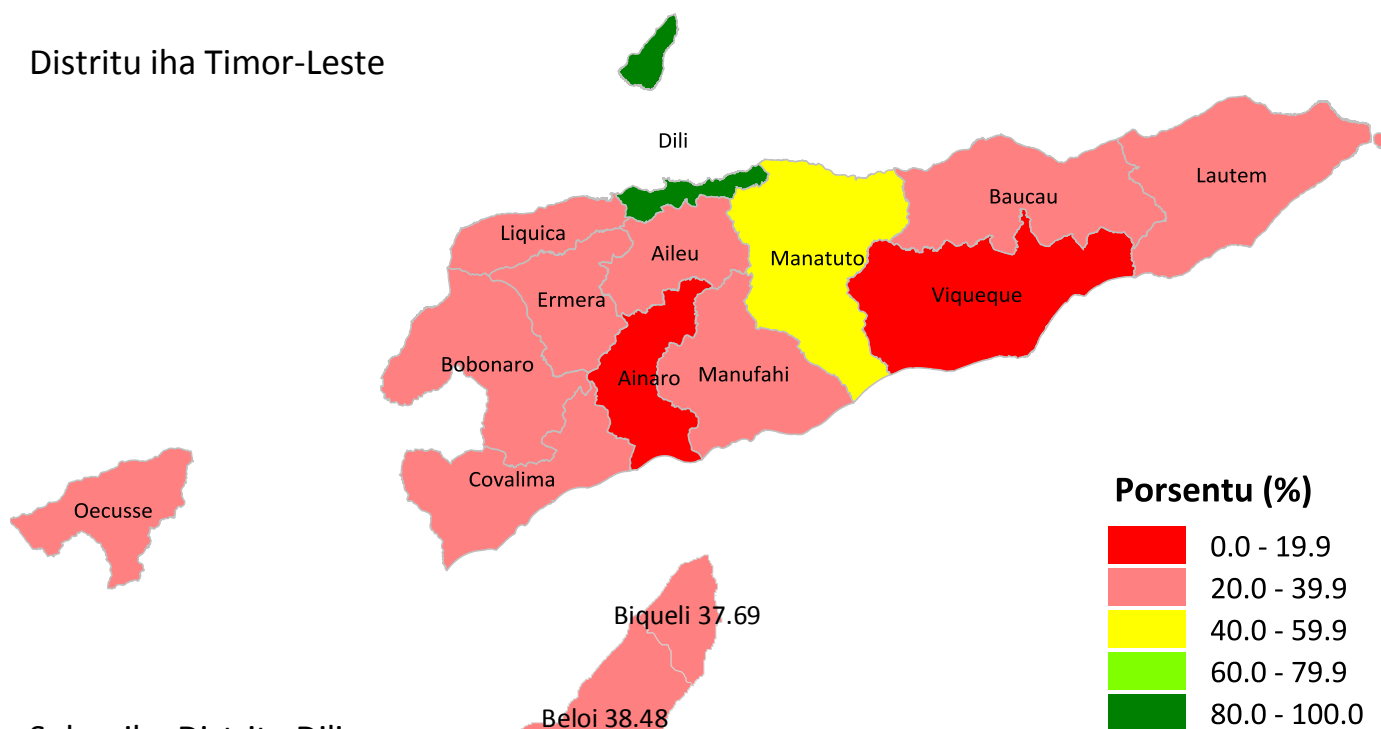 Distritu iha Timor-Leste
Dili
Lautem
Baucau
Liquica
Aileu
Manatuto
Viqueque
Ermera
Bobonaro
Ainaro
Manufahi
Covalima
Oecusse
Porsentu (%)
0.0 - 19.9
20.0 - 39.9
40.0 - 59.9
60.0 - 79.9
80.0 - 100.0
Biqueli 37.69
Beloi 38.48